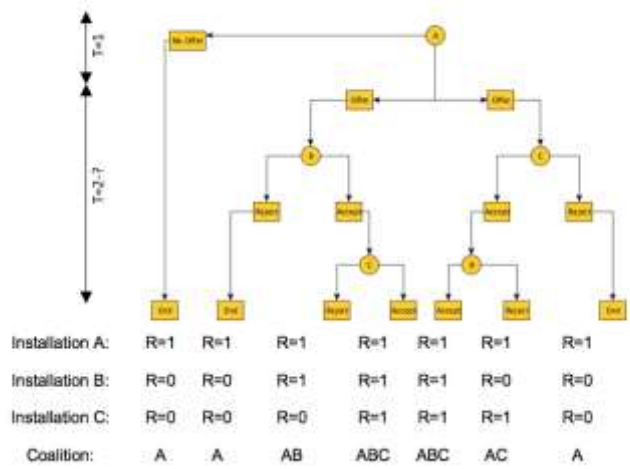 T=1
T=2-?
A
No Offer
Offer
Offer
B
C
Reject
Accept
Accept
Reject
C
B
End
End
Reject
Accept
Accept
Reject
End
Installation A: R=1 R=1 R=1 R=1 R=1 R=1 R=1
Installation B: R=0 R=0 R=1 R=1 R=1 R=0 R=0
Installation C: R=0 R=0 R=0 R=1 R=1 R=1 R=0
Coalition: A A AB ABC ABC AC A